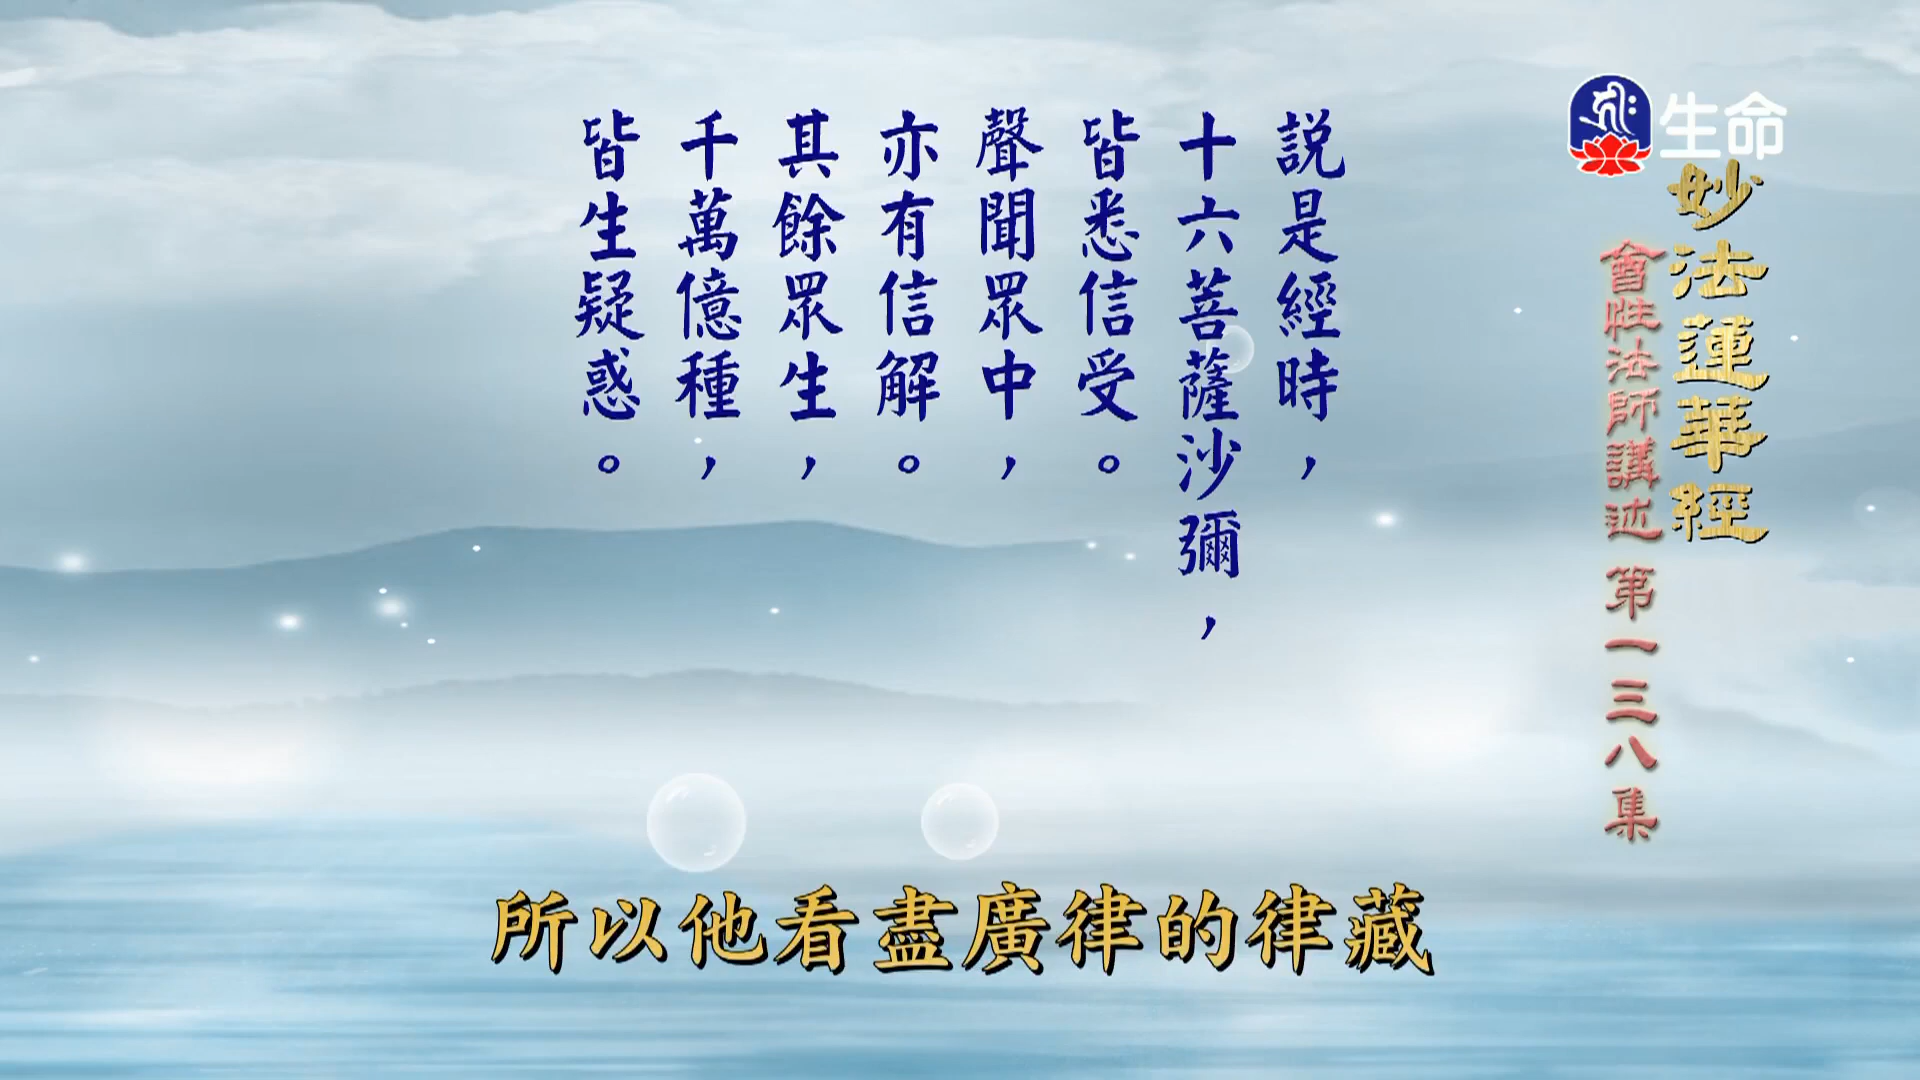 生命
妙法蓮華經
會性法師講述 第一三八集
說是經時，
十六菩薩沙彌，
皆悉信受。
聲聞眾中，
亦有信解。
其餘眾生，
千萬億種，
皆生疑惑。
所以他看盡廣律的律藏